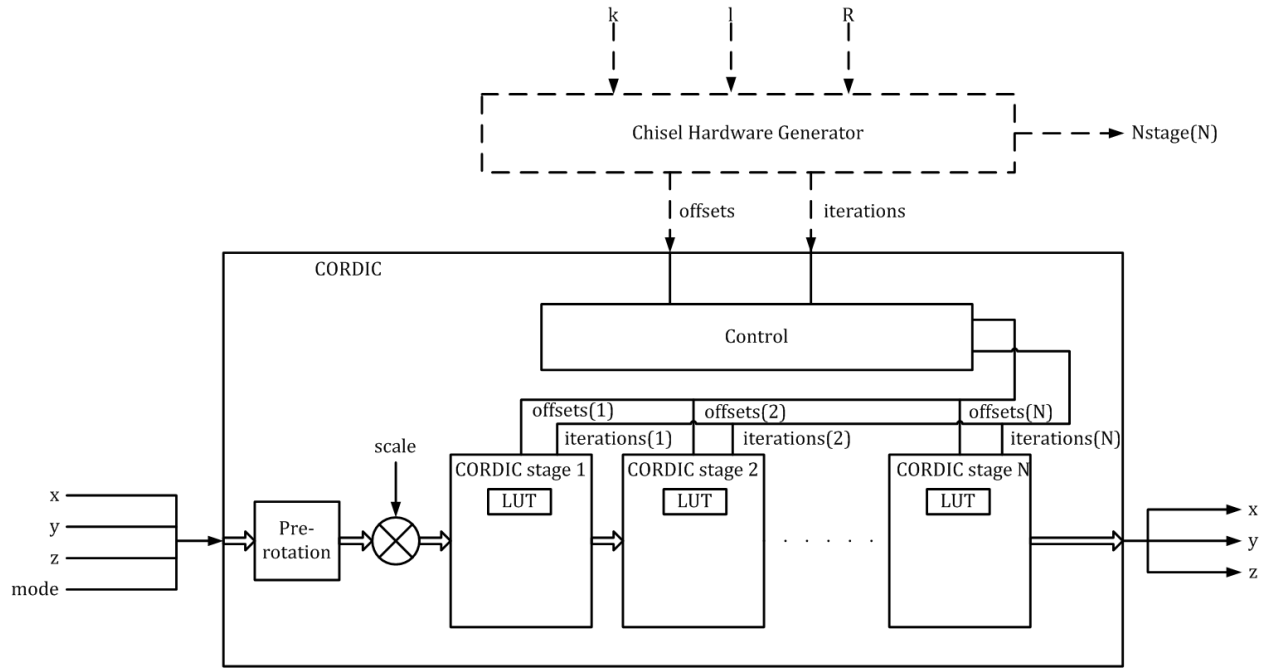 k l R
Chisel Hardware Generator
Nstage(N)
offsets iterations
CORDIC
Control
offsets(1) offsets(2) offsets(N)
iterations(1) iterations(2) iterations(N)
scale
CORDIC stage 1 CORDIC stage 2 CORDIC stage N
LUT LUT LUT
x
y
z
mode
Pre-
rotation
. . . . . .
x
y
z